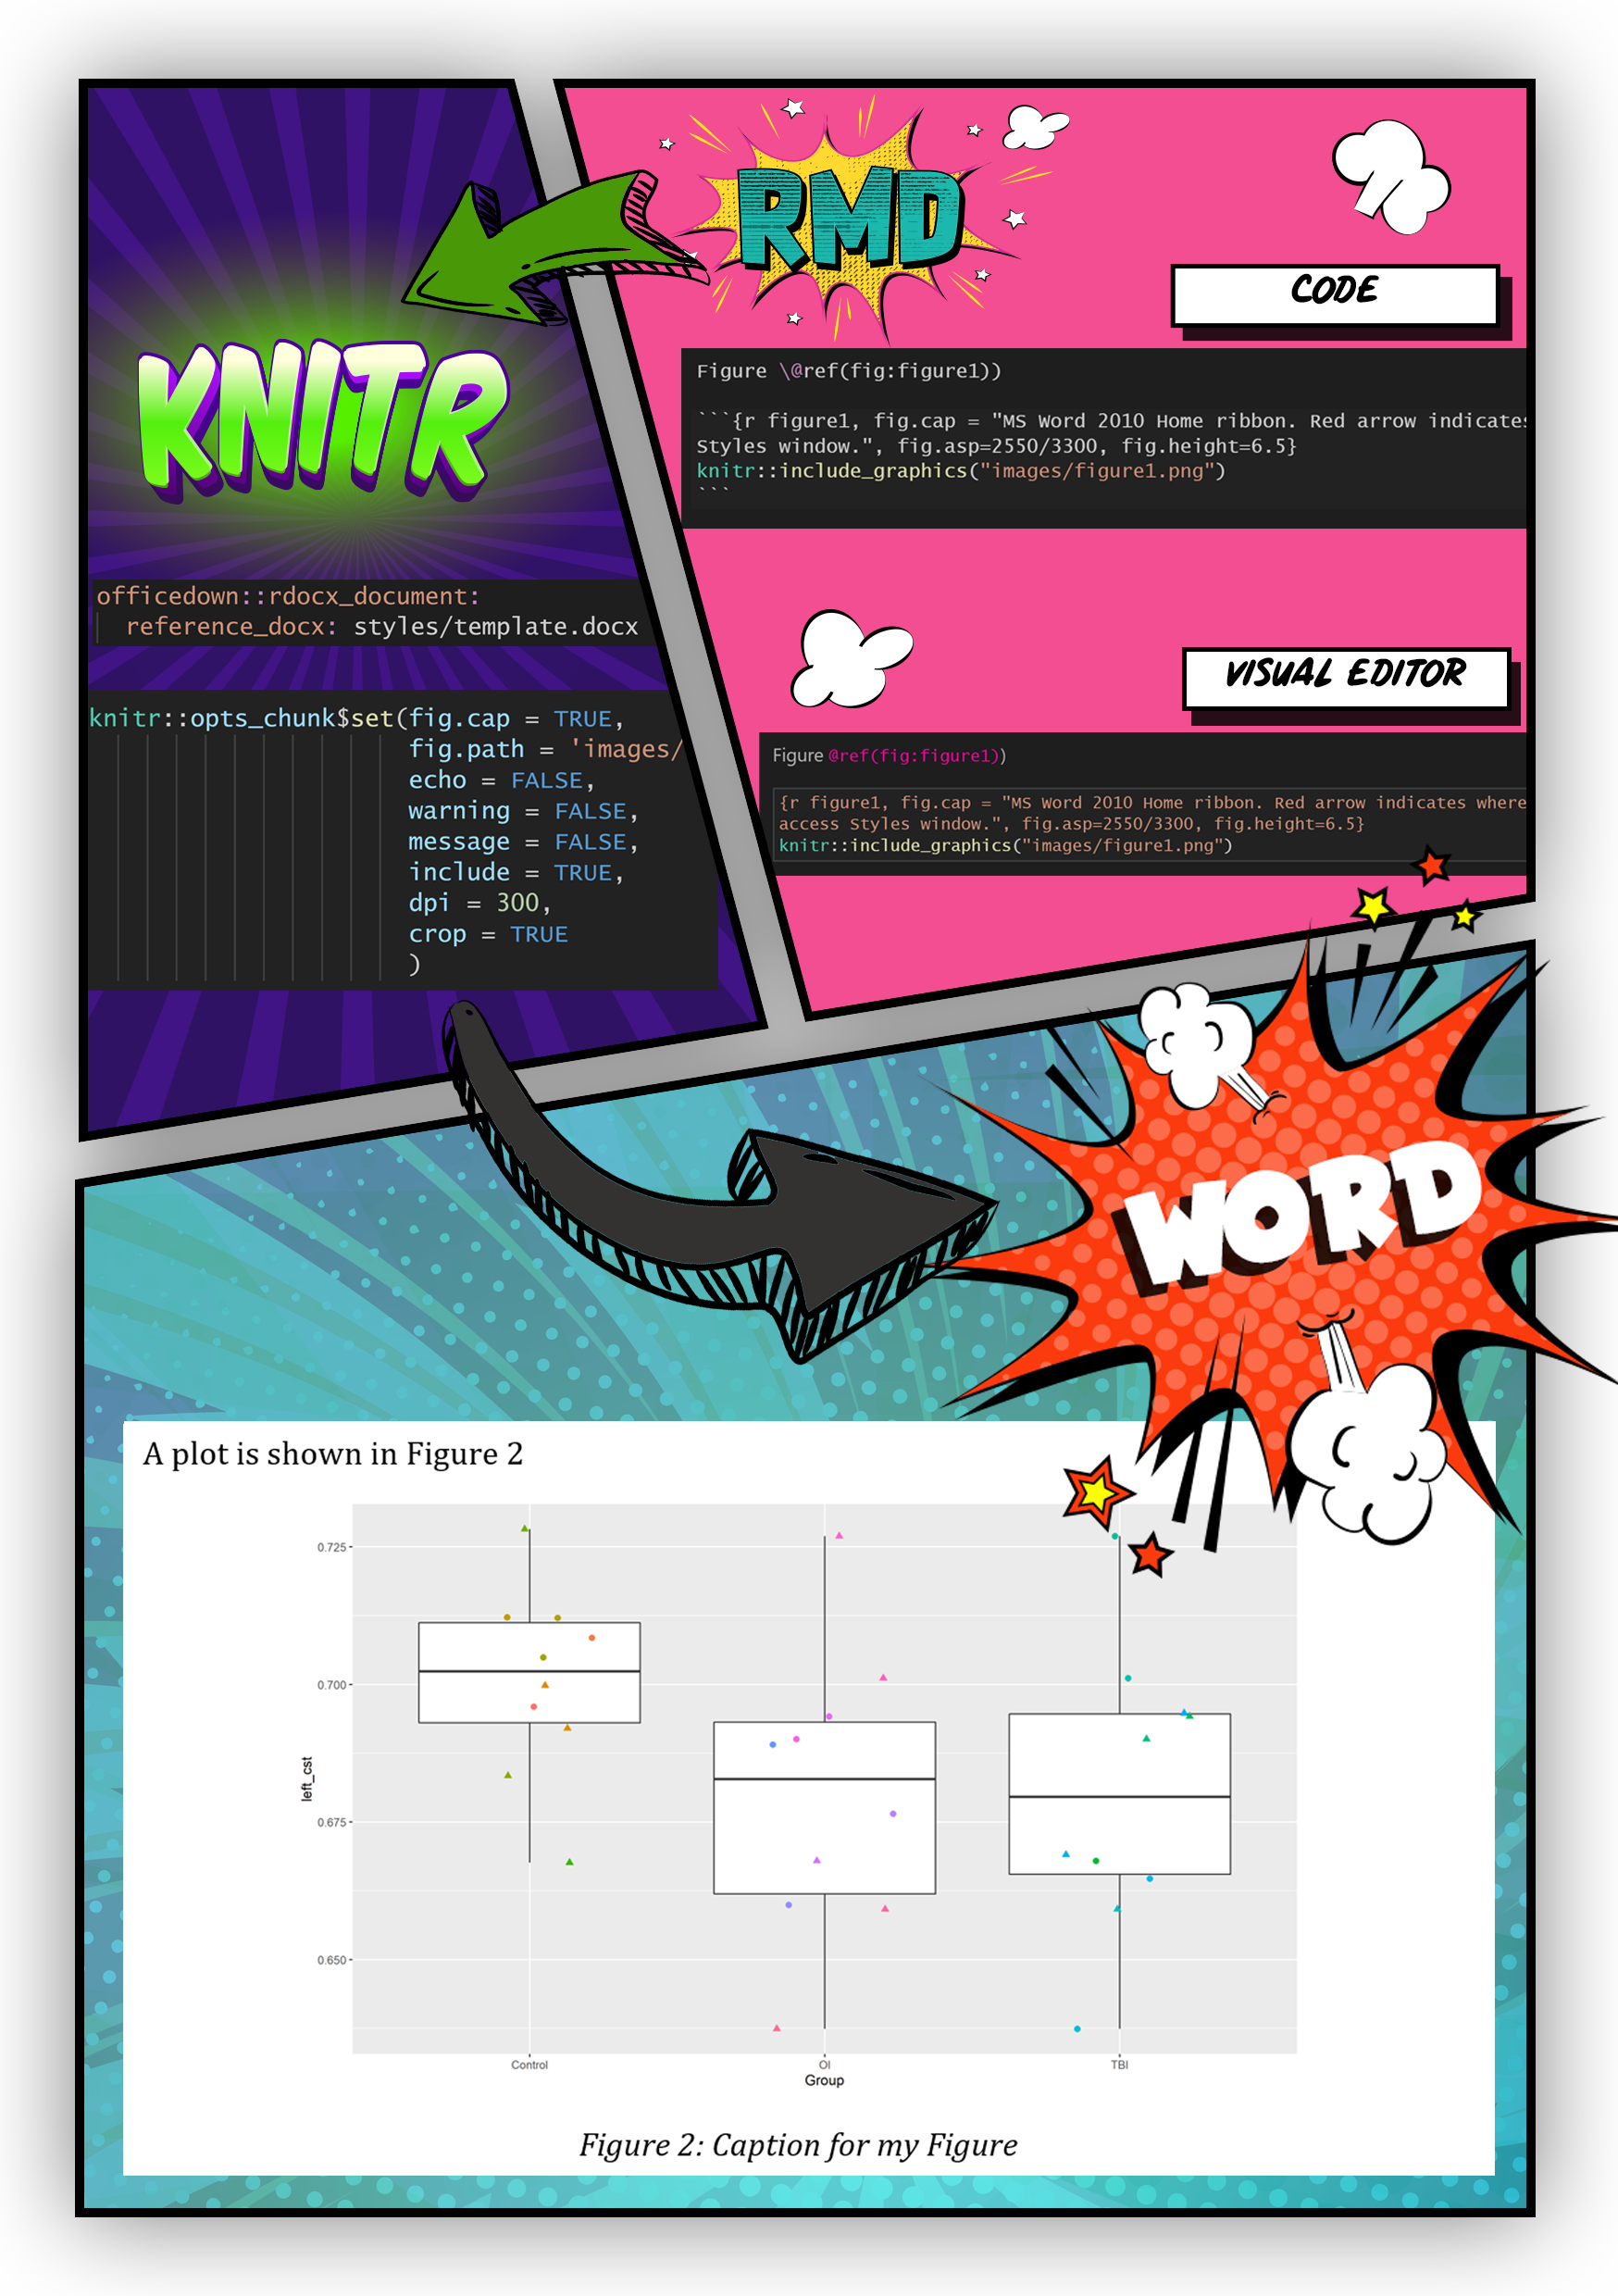 RMD
KNITR
CODE
Figure \@ref(fig:figure1))
```{r figure1, fig.cap = "MS Word 2010 Home ribbon. Red arrow indicates
Styles window.", fig.asp=2550/3300, fig.height=6.5}
knitr::include_graphics("images/figure1.png")
```
officedown::rdocx_document:
reference_docx: styles/template.docx
VISUAL EDITOR
knitr::opts_chunk$set(fig.cap = TRUE,
fig.path = 'images/
echo = FALSE,
warning = FALSE,
message = FALSE,
include = TRUE,
dpi = 300,
crop = TRUE
)
Figure @ref(fig:figure1))
{r figure1, fig.cap = "MS Word 2010 Home ribbon. Red arrow indicates where
access Styles window.", fig.asp=2550/3300, fig.height=6.5}
knitr::include_graphics("images/figure1.png")
WORD
A plot is shown in Figure 2
0.725
0.700
0.675
0.650
left_cst
Control
OI
TBI
Group
Figure 2: Caption for my Figure